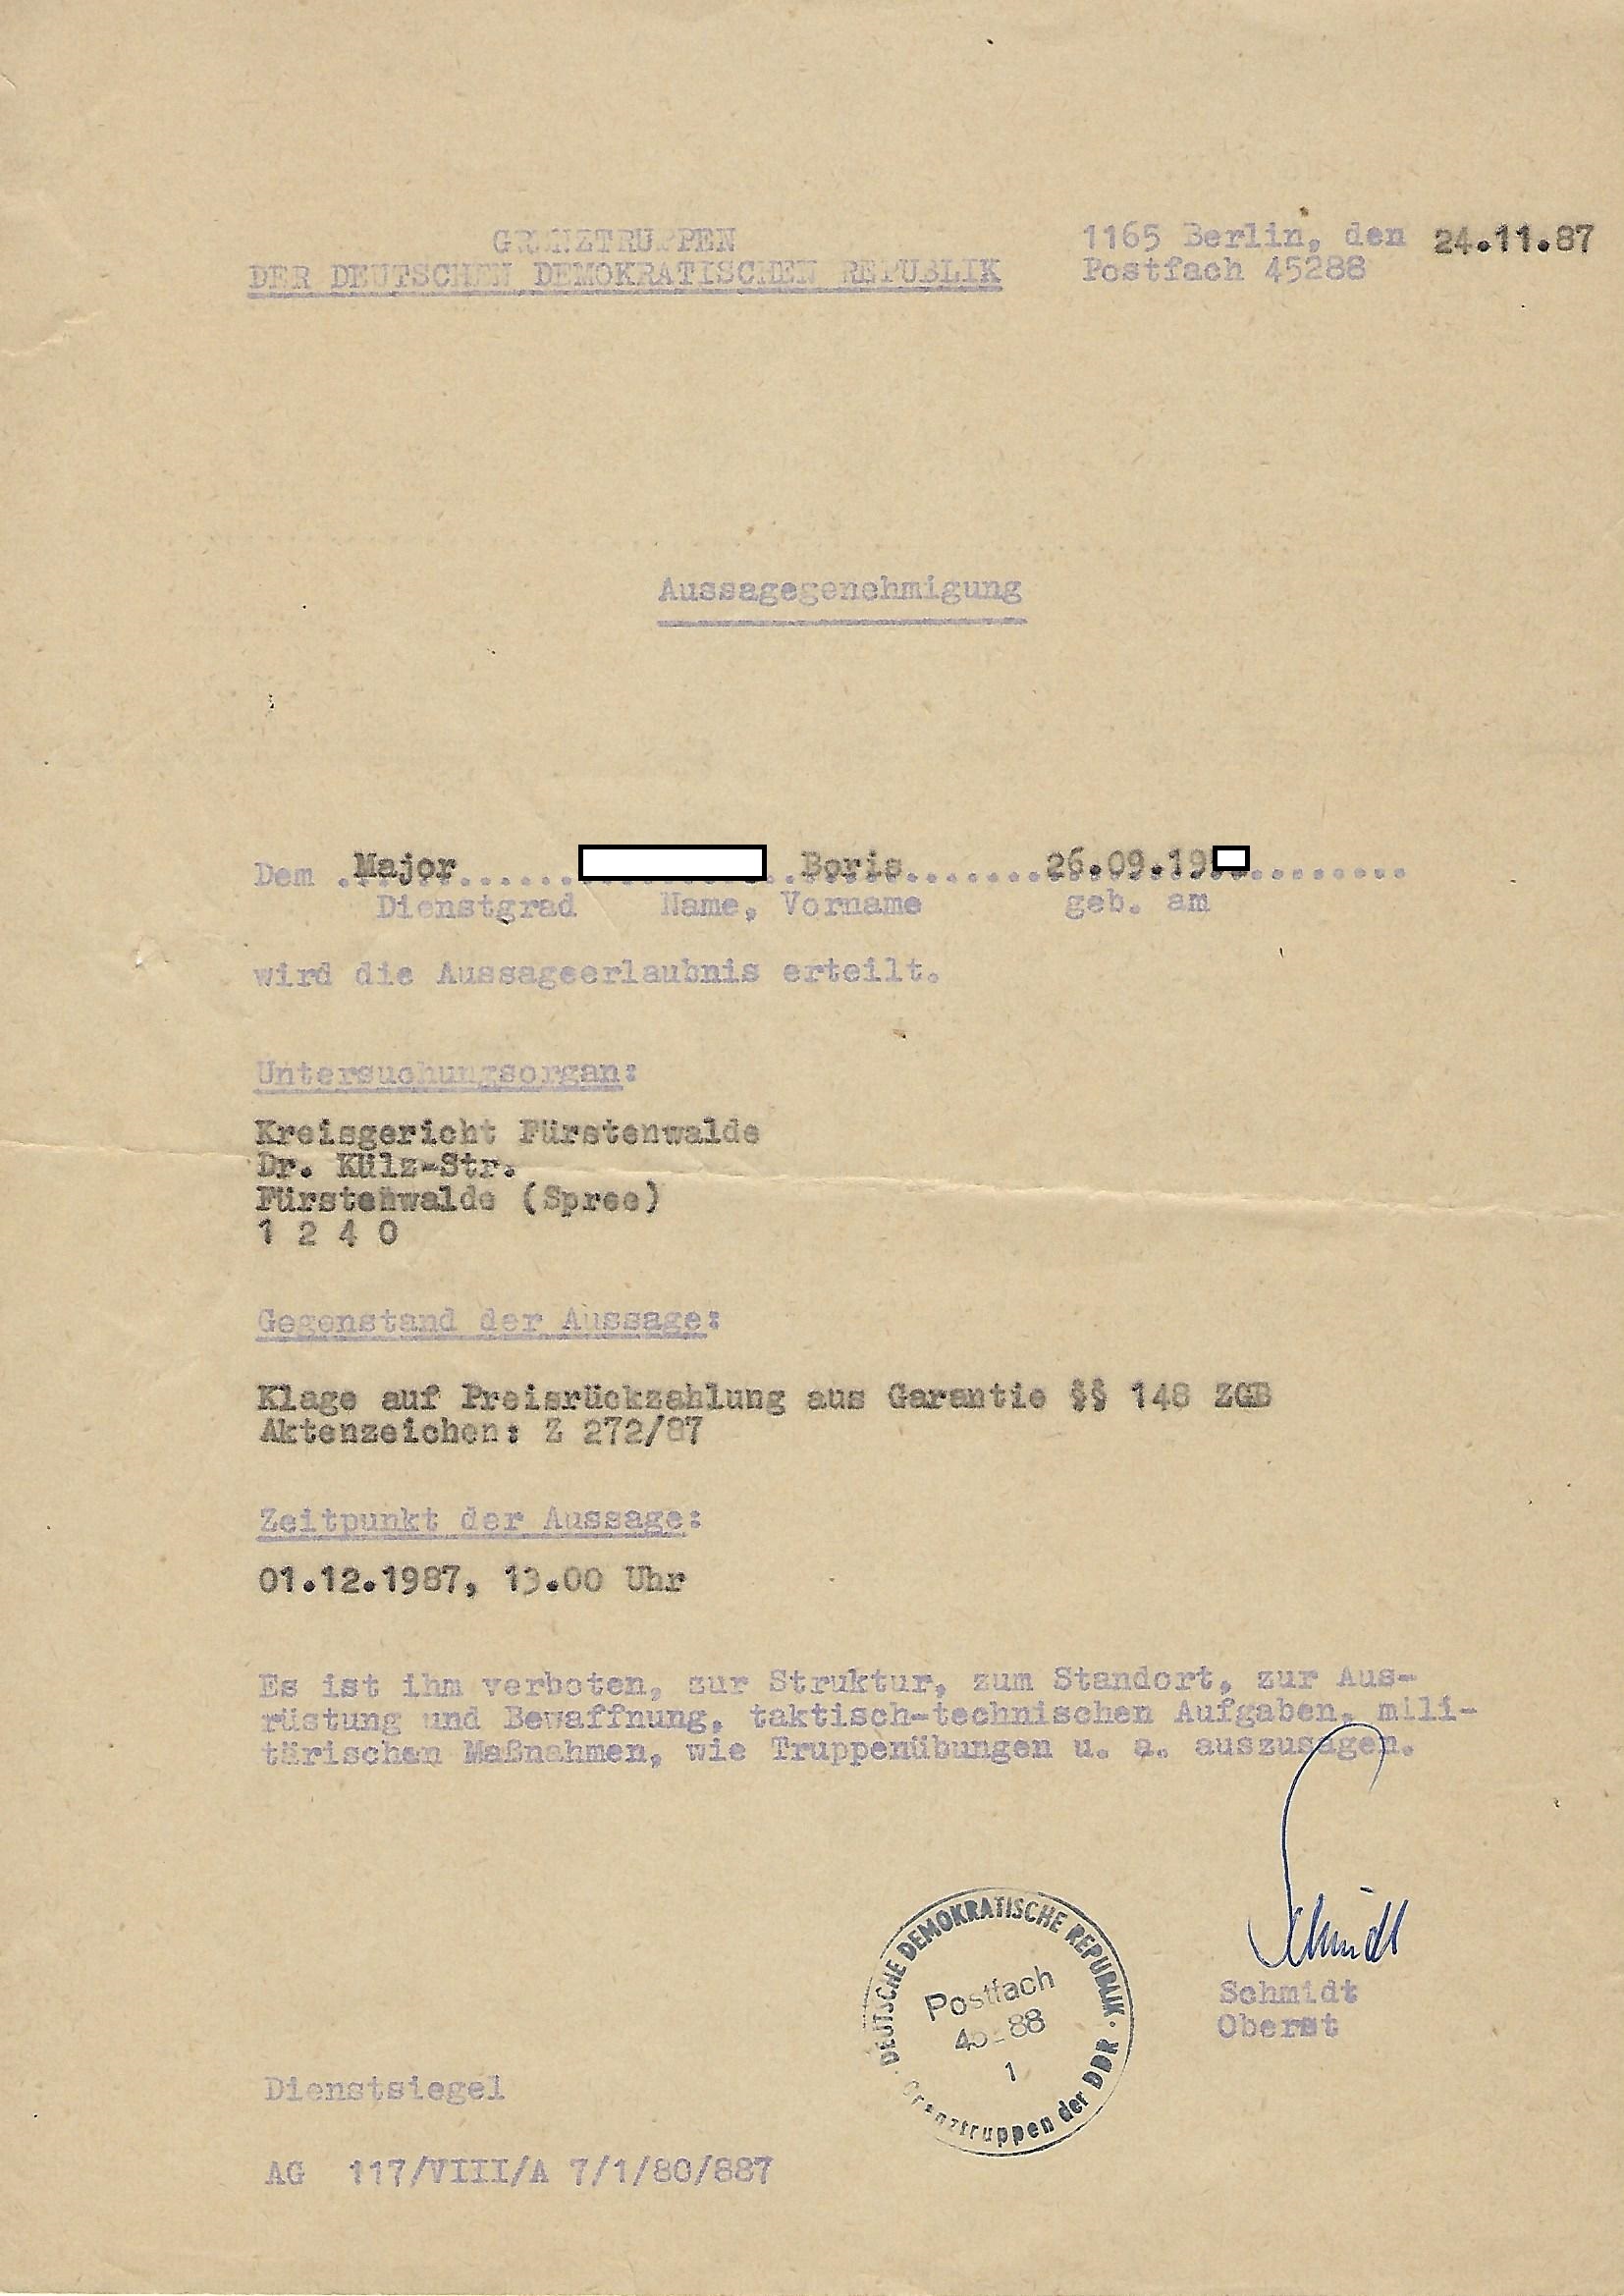 GRENZTRUPPEN
DER DEUTSCHEN DEMOKRATISCHEN REPUBLIK
1165 Berlin, den 24.11.87
Postfach 45288
Aussagegenehmigung
Dem .Major...... ..Boris.......26.09.19.........
Dienstgrad Name, Vorname geb. am
wird die Aussageerlaubnis erteilt.
Untersuchungsorgan:
Kreisgericht Fürstenwalde
Dr. Külz-Str.
Fürstenwalde (Spree)
1 2 4 0
Gegenstand der Aussage:
Klage auf Preisrückzahlung aus Garantie §§ 148 ZGB
Aktenzeichen: Z 272/87
Zeitpunkt der Aussage:
01.12.1987, 13.00 Uhr
Es ist ihm verboten, zur Struktur, zum Standort, zur Aus-
rüstung und Bewaffnung, taktisch-technischen Aufgaben, mili-
tärischen Maßnahmen, wie Truppenübungen u. a. auszusagen.
Schmidt
Schmidt
Oberst
DEUTSCHE DEMOKRATISCHE REPUBLIK
Postfach
45288
1
Grenztruppen der DDR
Dienstsiegel
AG 117/VIII/A 7/1/80/887